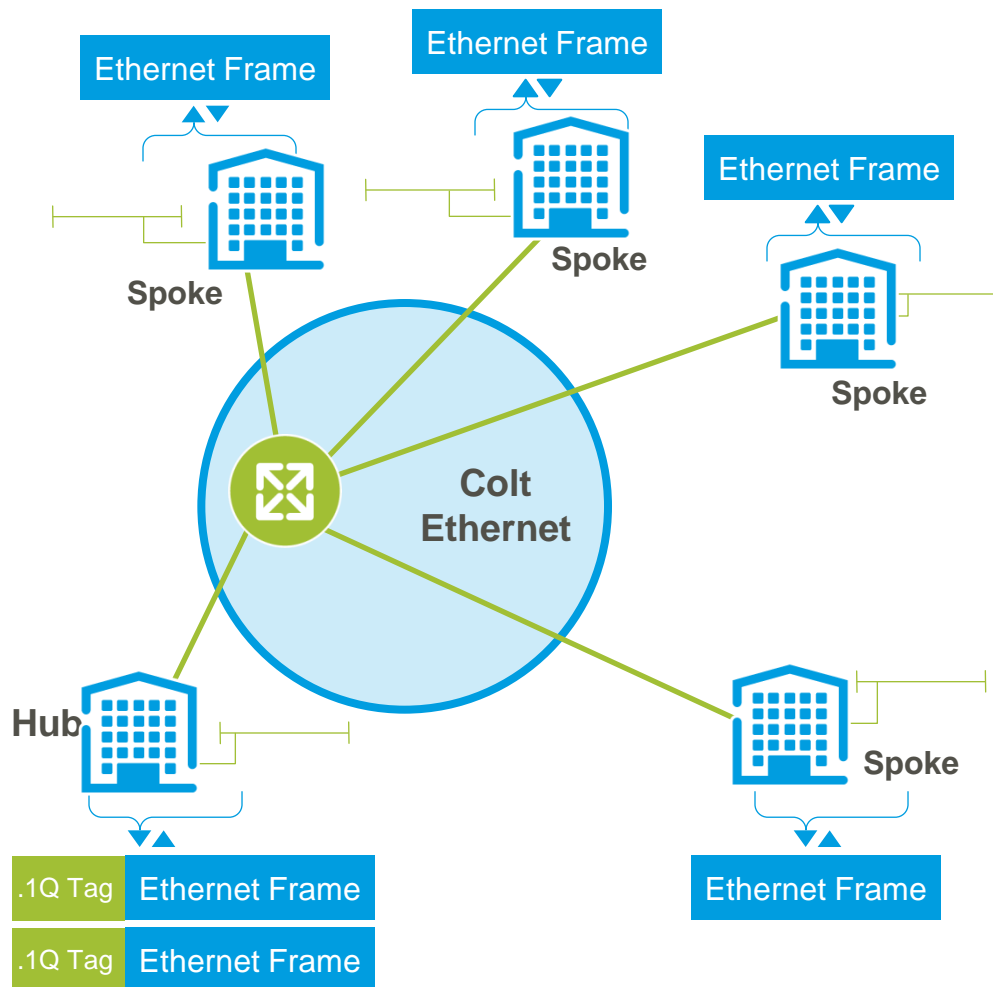 Ethernet Frame
Ethernet Frame
Ethernet Frame
Spoke
Spoke
Spoke
Colt
Ethernet
Hub
Spoke
.1Q Tag Ethernet Frame
Ethernet Frame
.1Q Tag Ethernet Frame